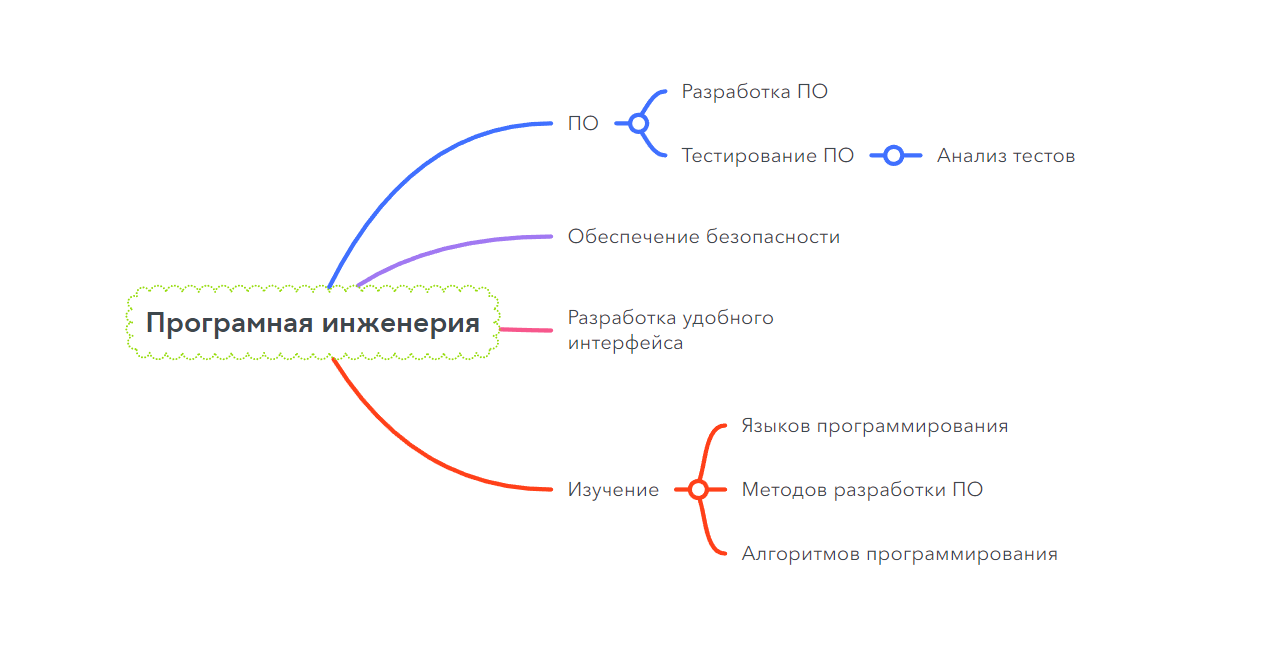 Разработка ПО
ПО
Тестирование ПО
Анализ тестов
Обеспечение безопасности
Програмная инженерия
Разработка удобного
интерфейса
Языков программирования
Изучение
Методов разработки ПО
Алгоритмов программирования